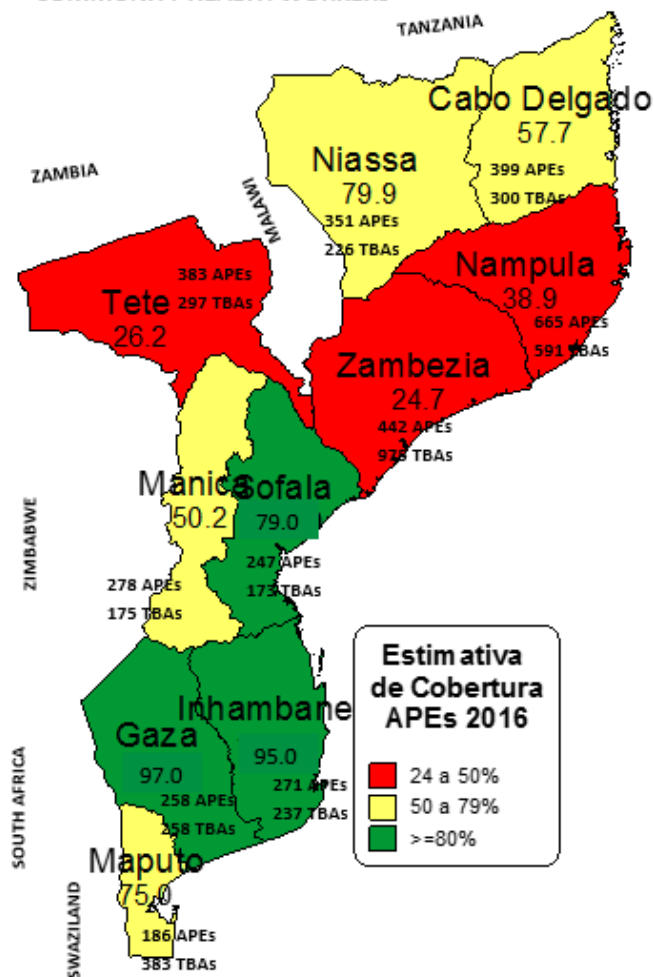 COMMUNITY HEALTH WORKERS
TANZANIA
Cabo Delgado
57.7
399 APEs
300 TBAs
Niassa
79.9
351 APEs
226 TBAs
ZAMBIA
MALAWI
Nampula
38.9
665 APEs
591 TBAs
383 APEs
Tete
297 TBAs
26.2
Zambezia
24.7
442 APEs
TBAs
Manica
50.2
Sofala
79.0
ZIMBABWE
247 APEs
173 TBAs
278 APEs
175 TBAs
Estimativa
de Cobertura
APEs 2016
24 a 50%
50 a 79%
>=80%
Inhambane
95.0
271 APEs
237 TBAs
Gaza
97.0
258 APEs
258 TBAs
SOUTH AFRICA
Maputo
75.0
186 APEs
383 TBAs
SWAZILAND